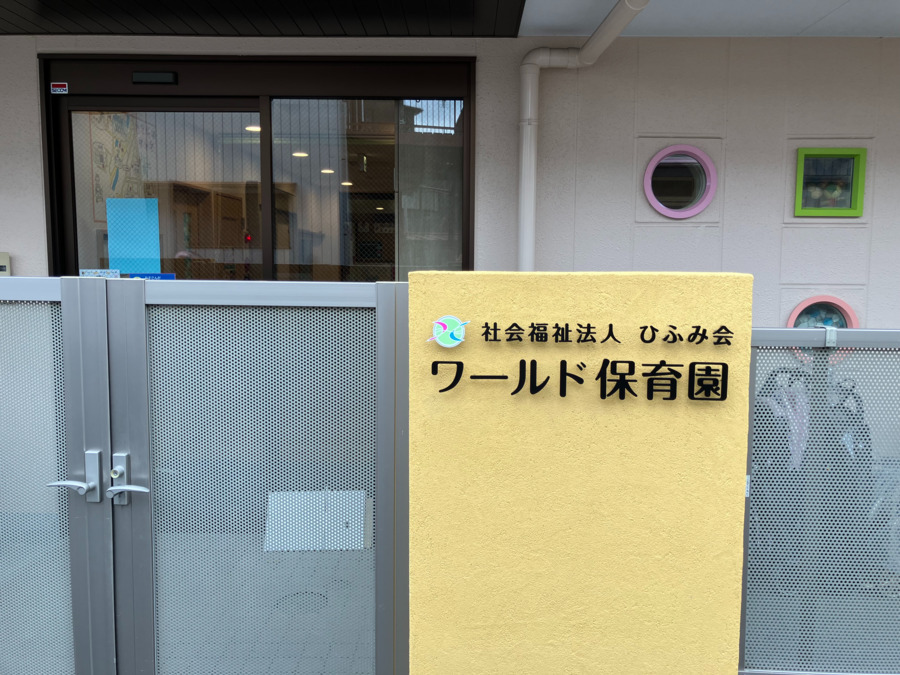 社会福祉法人 ひふみ会
ワールド保育園